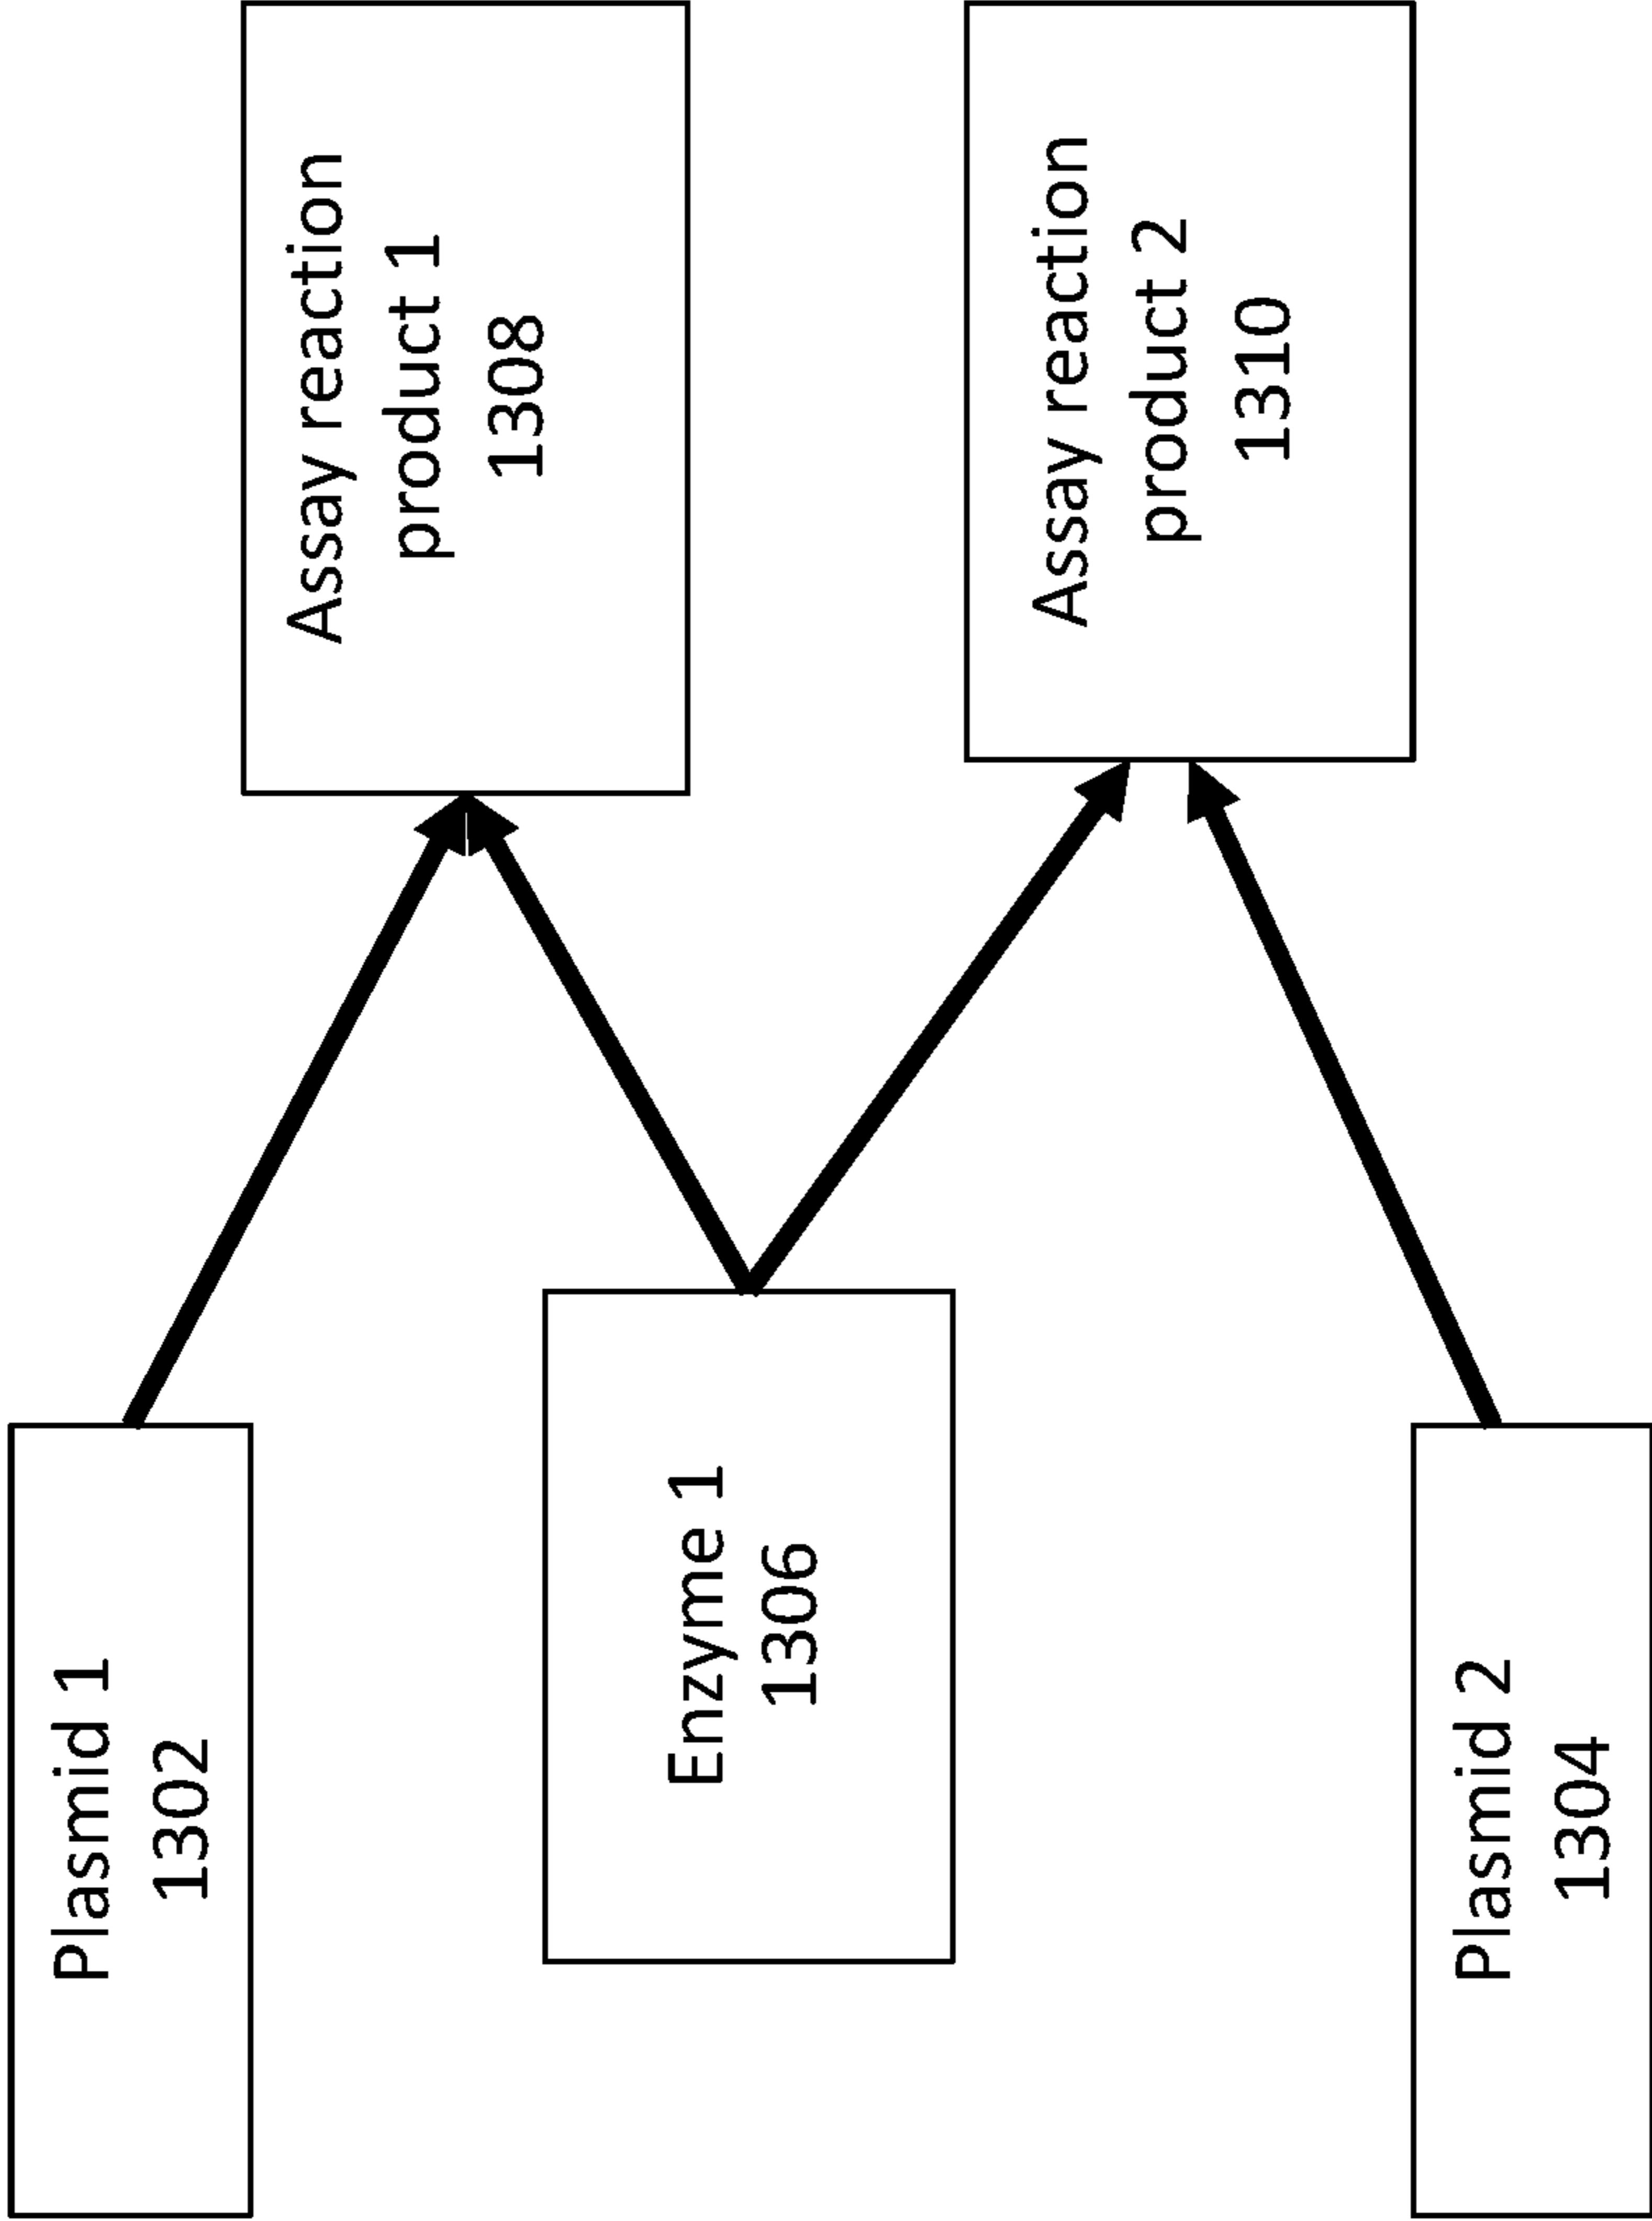 Plasmid 1
1302
Assay reaction
product 1
1308
Enzyme 1
1306
Assay reaction
product 2
1310
Plasmid 2
1304